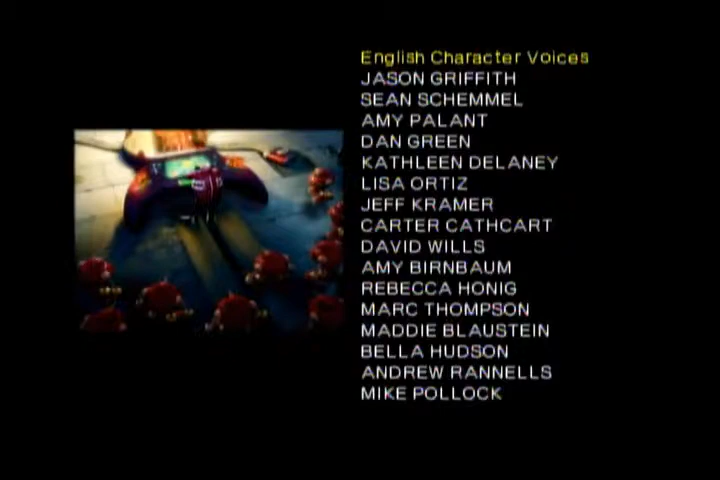 English Character Voices
JASON GRIFFITH
SEAN SCHEMMEL
AMY PALANT
DAN GREEN
KATHLEEN DELANEY
LISA ORTIZ
JEFF KRAMER
CARTER CATHCART
DAVID WILLS
AMY BIRNBAUM
REBECCA HONIG
MARC THOMPSON
MADDIE BLAUSTEIN
BELLA HUDSON
ANDREW RANNELLS
MIKE POLLOCK